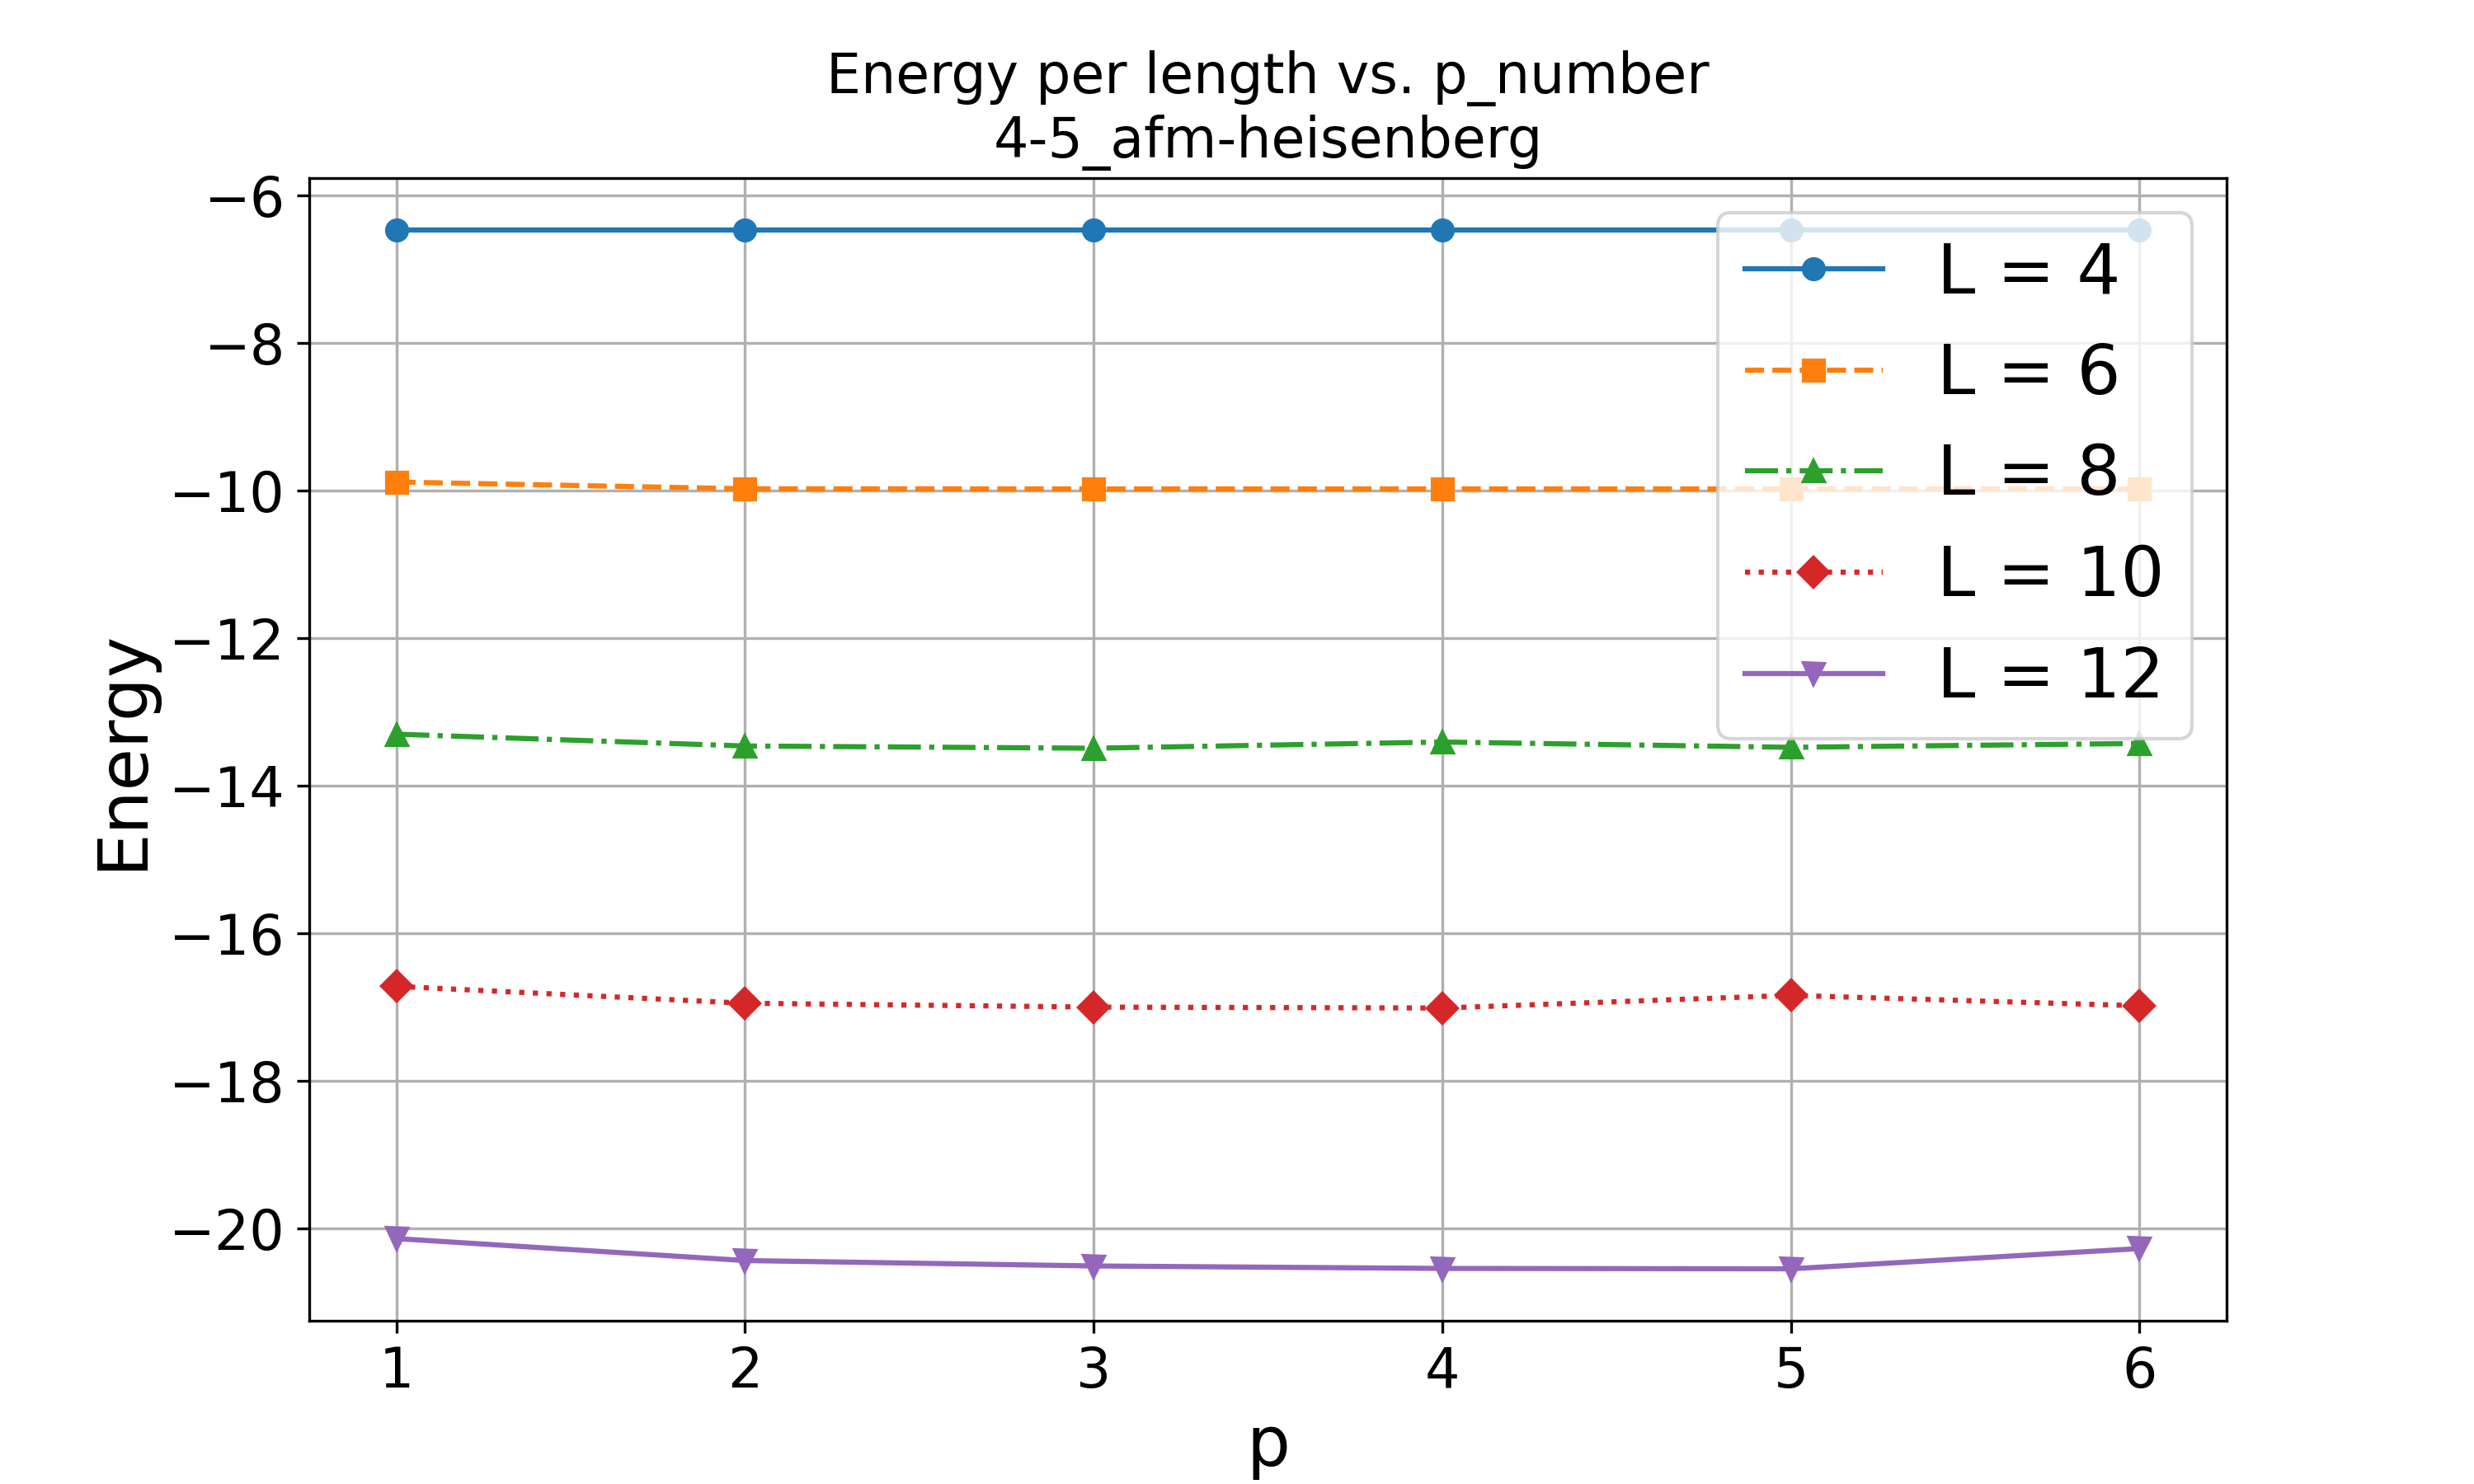 Energy per length vs. p_number
4-5_afm-heisenberg
Energy
−6
−8
−10
−12
−14
−16
−18
−20
L = 4
L = 6
L = 8
L = 10
L = 12
1 2 3 4 5 6
p